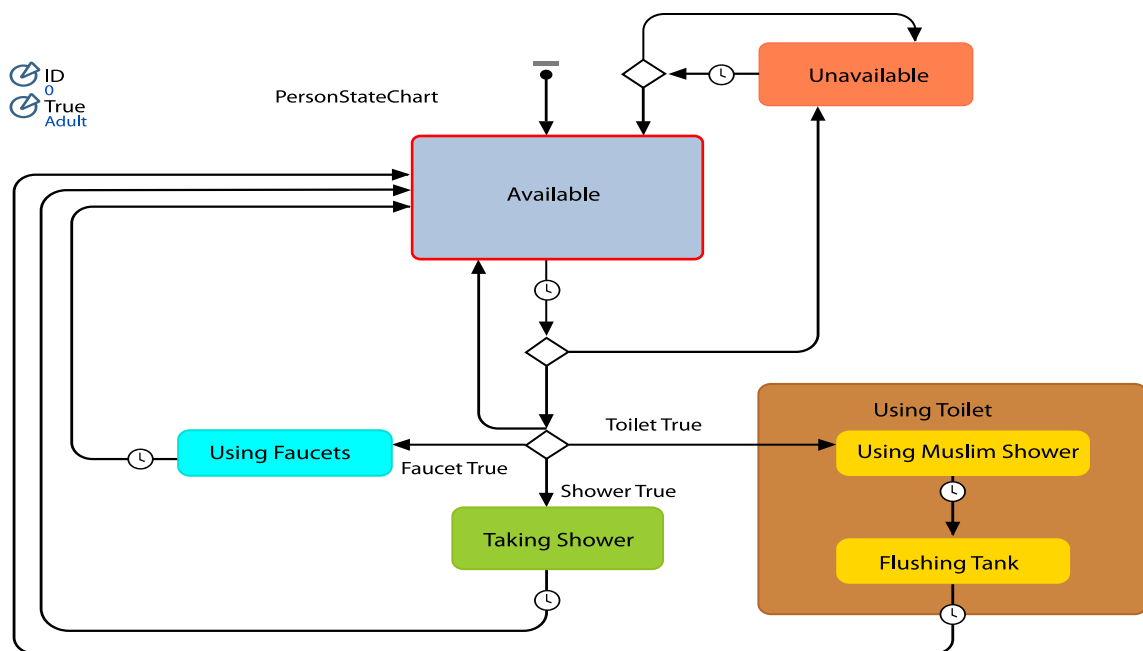 ID
0
True
Adult
PersonStateChart
Unavailable
Available
Using Toilet
Toilet True
Using Faucets
Using Muslim Shower
Faucet True
Shower True
Taking Shower
Flushing Tank